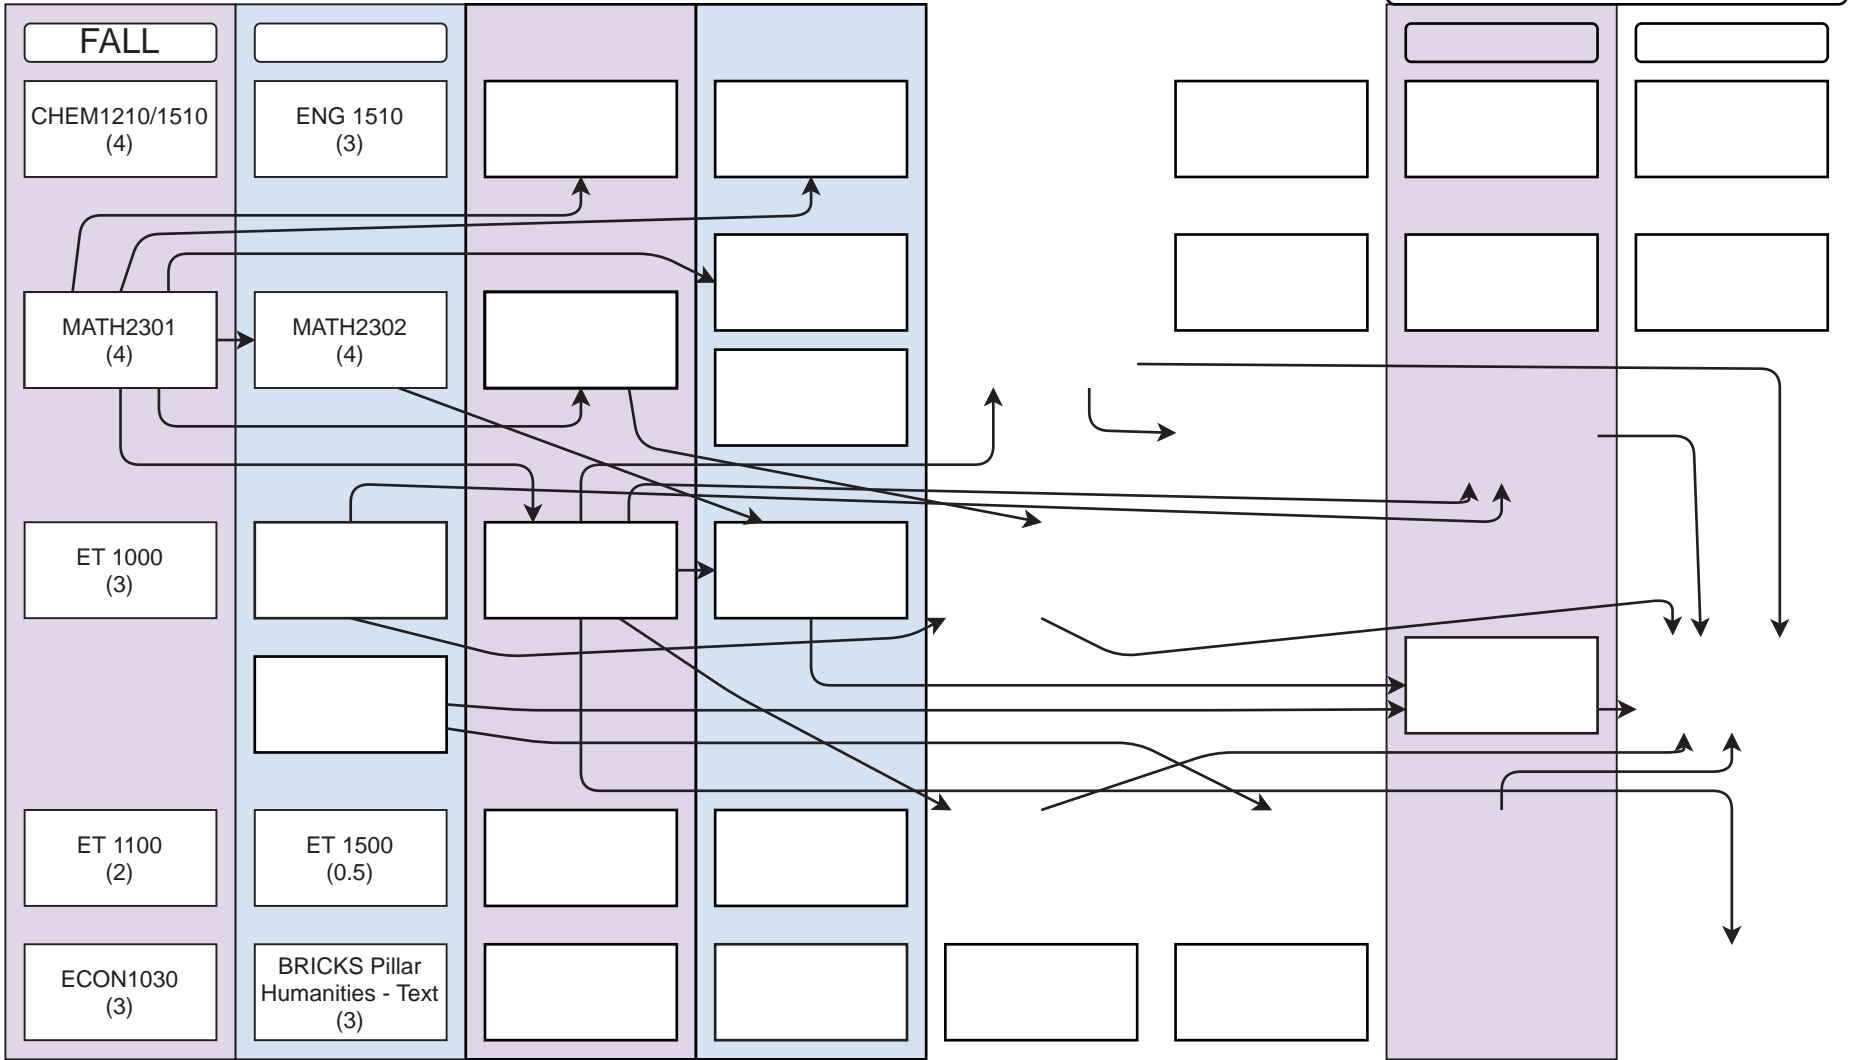 FALL
CHEM1210/1510
(4)
ENG 1510
(3)
MATH2301
(4)
MATH2302
(4)
ET 1000
(3)
ET 1100
(2)
ET 1500
(0.5)
ECON1030
(3)
BRICKS Pillar
Humanities - Text
(3)